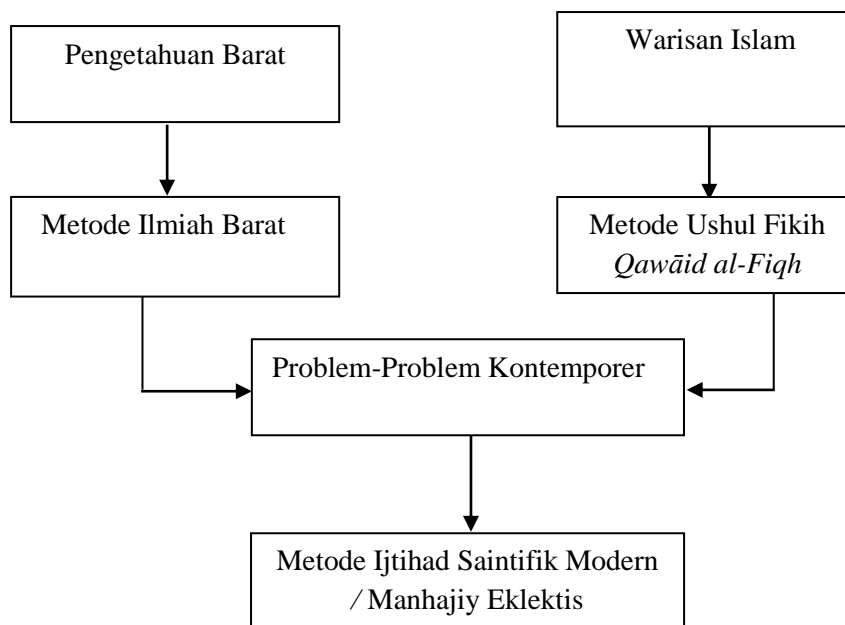 Pengetahuan Barat
Warisan Islam
Metode Ilmiah Barat
Metode Ushul Fikih
Qawāid al-Fiqh
Problem-Problem Kontemporer
Metode Ijtihad Saintifik Modern
/ Manhajiy Eklektis